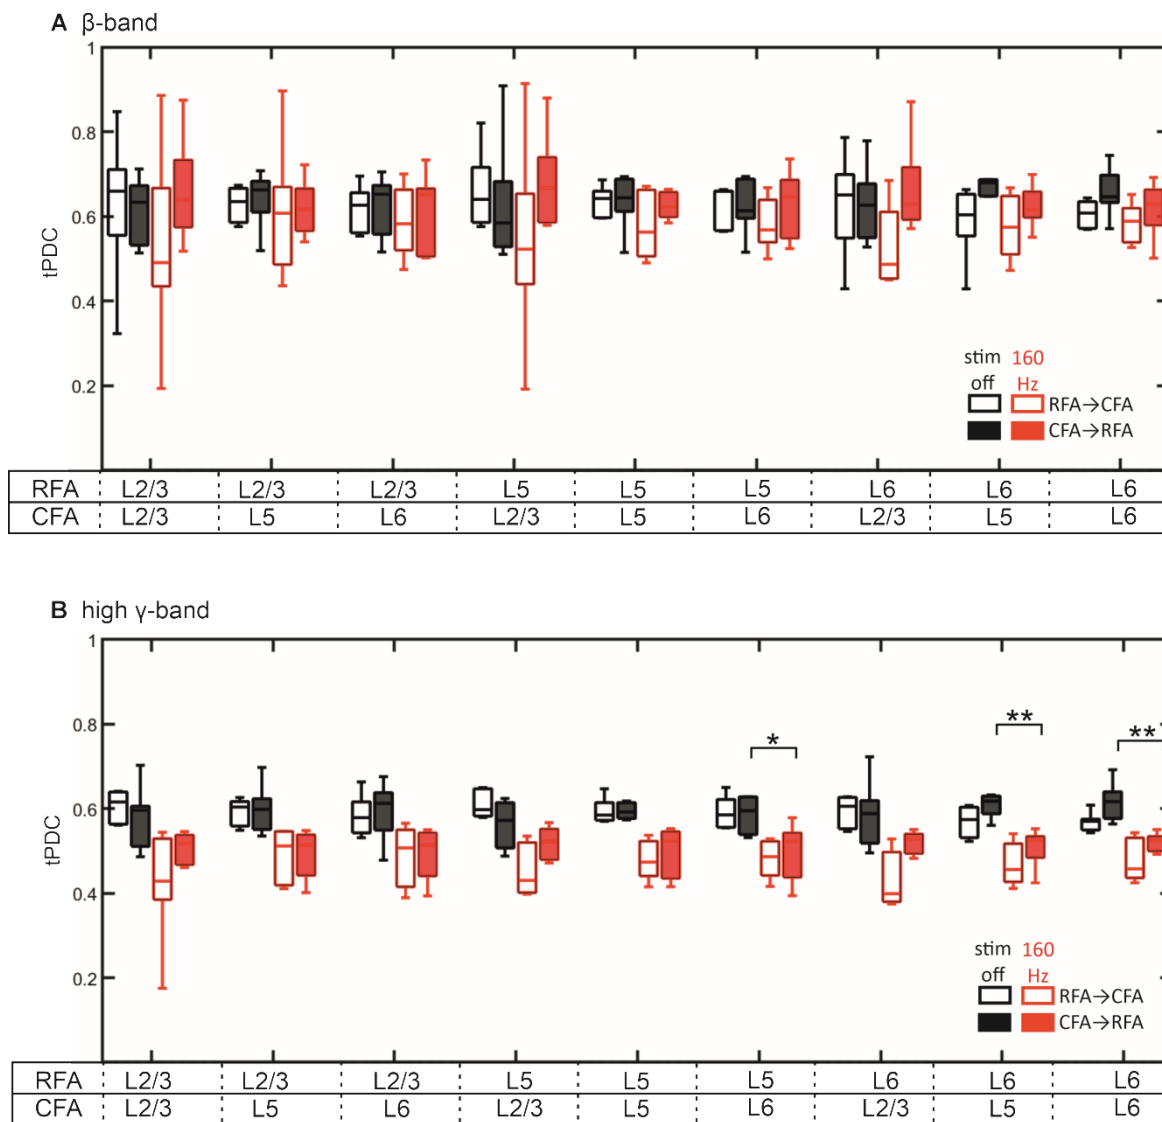 A β-band
1
0.8
0.6
0.4
0.2
tPDC
stim 160
off Hz
RFA→CFA
CFA→RFA
RFA L2/3 L2/3 L2/3 L5 L5 L5 L6 L6 L6
CFA L2/3 L5 L6 L2/3 L5 L6 L2/3 L5 L6
B high γ-band
1
0.8
0.6
0.4
0.2
tPDC
* ** **
stim 160
off Hz
RFA→CFA
CFA→RFA
RFA L2/3 L2/3 L2/3 L5 L5 L5 L6 L6 L6
CFA L2/3 L5 L6 L2/3 L5 L6 L2/3 L5 L6